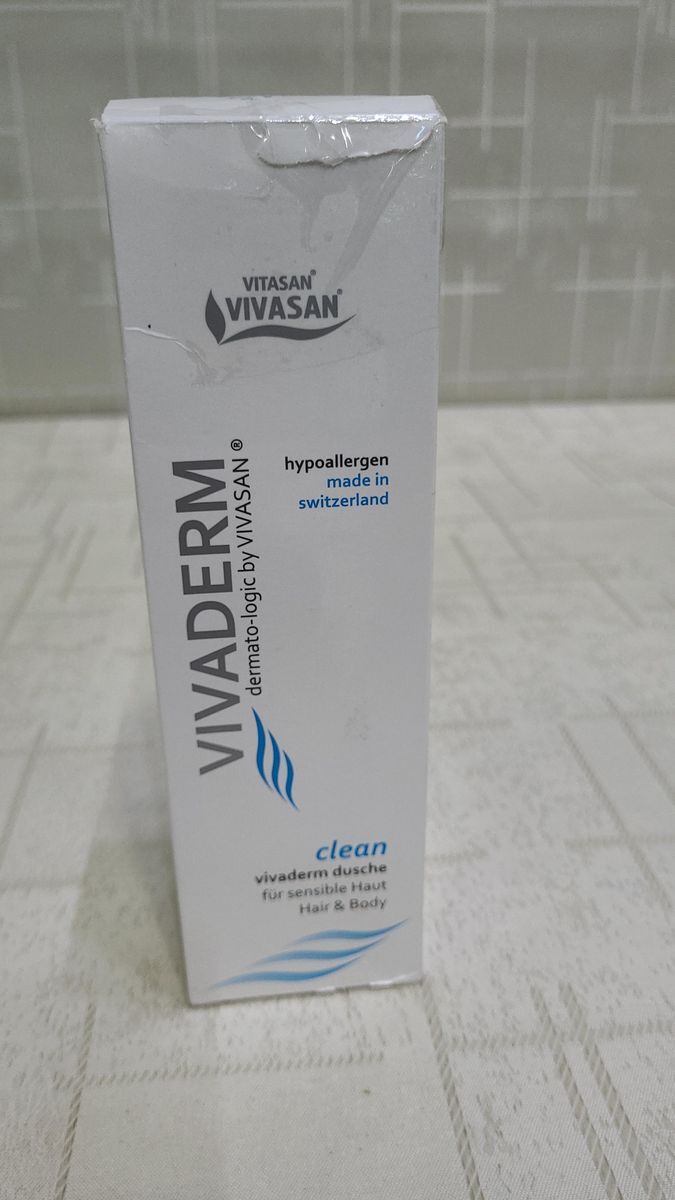 VITASAN®
VIVASAN®
hypoallergen
made in
switzerland
VIVADERM
dermato-logic by VIVASAN ®
clean
vivaderm dusche
für sensible Haut
Hair & Body